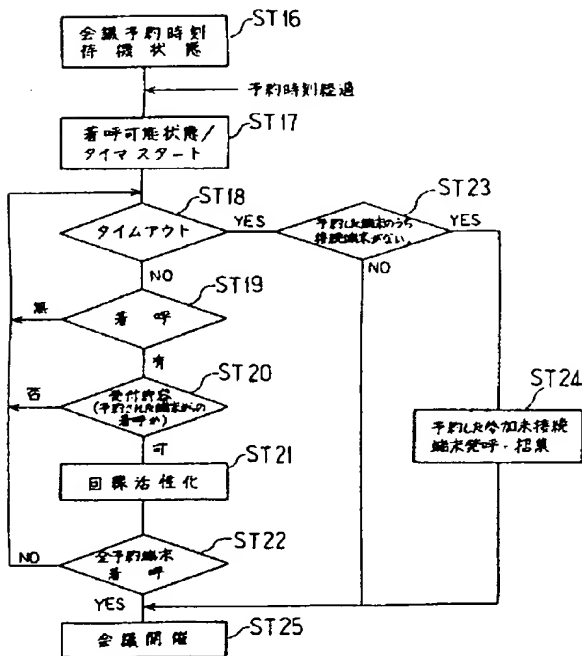 ST16
会議予約時刻
待機状態
予約時刻経過
ST17
着呼可能状態/
タイマスタート
ST18
タイムアウト
YES
NO
ST23
予約した端末のうち
接続端末がない。
YES
NO
ST19
着呼
無
有
ST20
受付許容
(予約された端末からの
着呼か)
否
可
ST21
回線活性化
ST24
予約した参加未接続
端末発呼・招集
ST22
全予約端末
着呼
NO
YES
ST25
会議開催